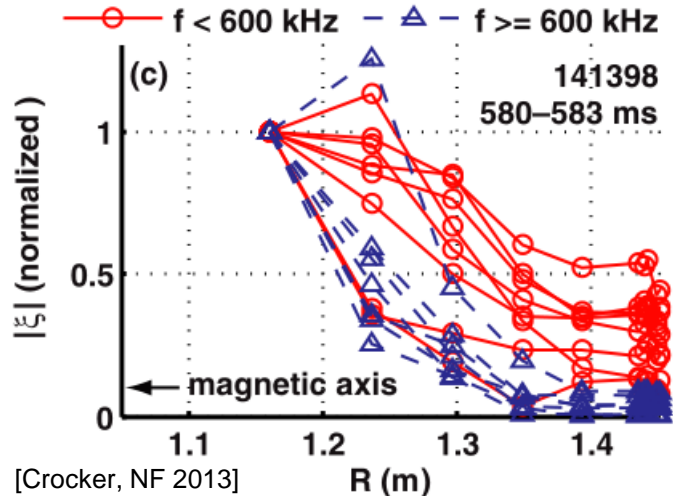 f < 600 kHz f >= 600 kHz
(c) 141398
580–583 ms
|ξ| (normalized )
1
0.5
0
magnetic axis
1.1 1.2 1.3 1.4
[Crocker, NF 2013] R (m)